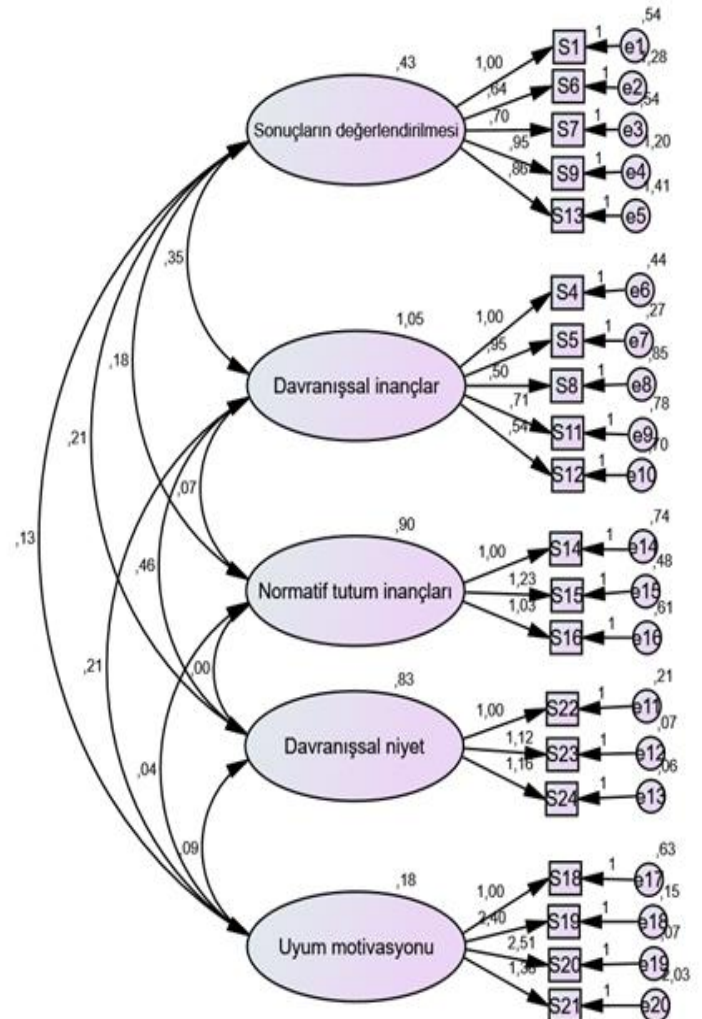 ,43
Sonuçların değerlendirilmesi
1,00 S1 1 e1 ,54
,64 S6 1 e2 1,28
,70 S7 1 e3 ,54
,95 S9 1 e4 1,20
,86 S13 1 e5 1,41
,35
,18
,21
,13
1,05
Davranışsal inançlar
1,00 S4 1 e6 ,44
,95 S5 1 e7 ,27
,50 S8 1 e8 ,85
,71 S11 1 e9 ,78
,54 S12 1 e10 ,70
,07
,46
,21
,90
Normatif tutum inançları
1,00 S14 1 e14 ,74
1,23 S15 1 e15 ,48
1,03 S16 1 e16 ,61
,00
,04
,83
Davranışsal niyet
1,00 S22 1 e11 ,21
1,12 S23 1 e12 ,07
1,16 S24 1 e13 ,06
,09
,18
Uyum motivasyonu
1,00 S18 1 e17 ,63
2,40 S19 1 e18 ,15
2,51 S20 1 e19 ,07
S21 1 e20 2,03